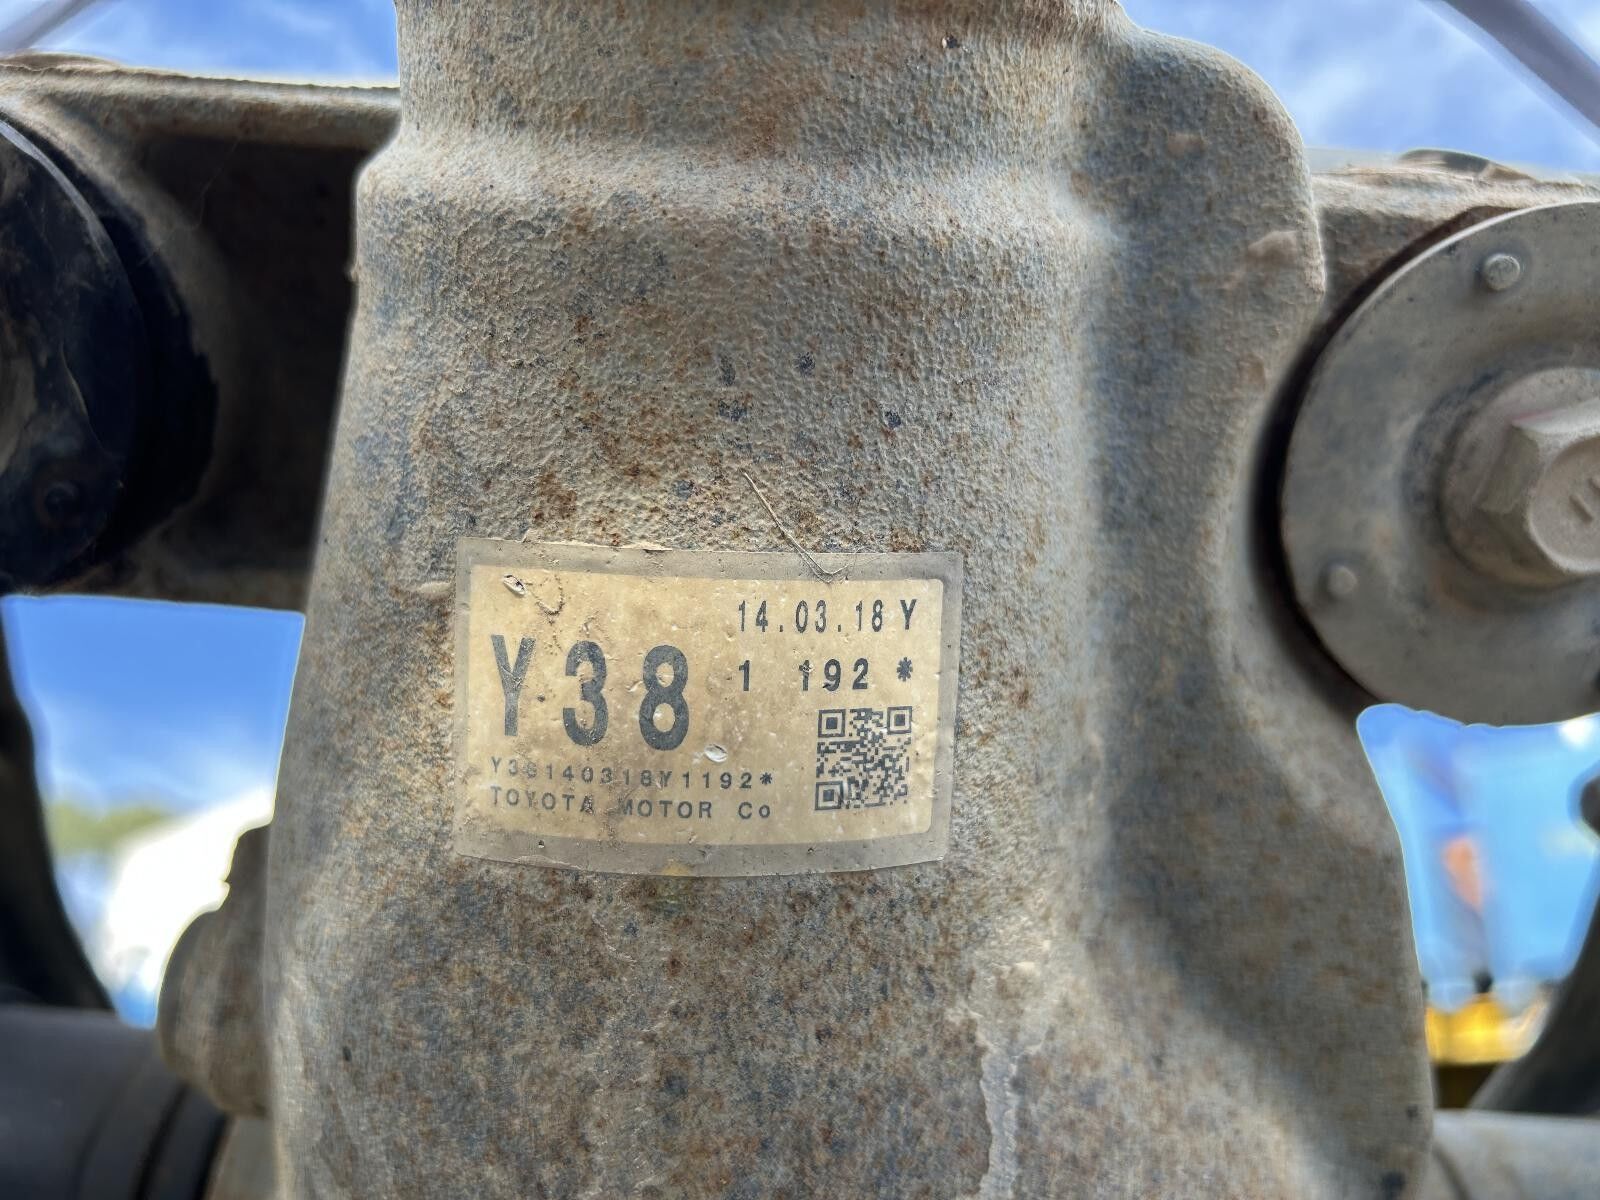 14.03.18 Y
Y38 1 192 *
Y38140318Y1192*
TOYOTA MOTOR Co